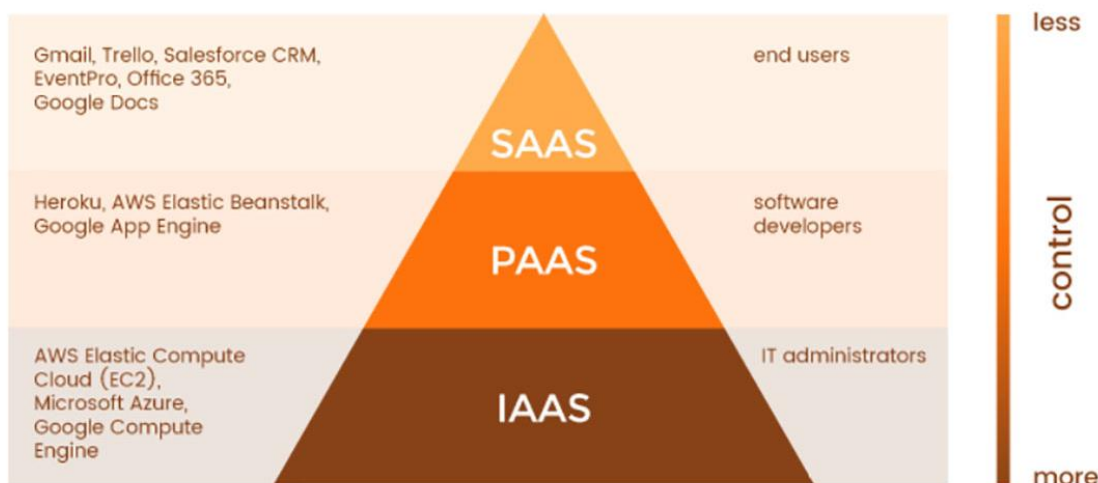 Gmail, Trello, Salesforce CRM,
EventPro, Office 365,
Google Docs
SAAS
end users
Heroku, AWS Elastic Beanstalk,
Google App Engine
PAAS
software
developers
AWS Elastic Compute
Cloud (EC2),
Microsoft Azure,
Google Compute
Engine
IAAS
IT administrators
less
control
more